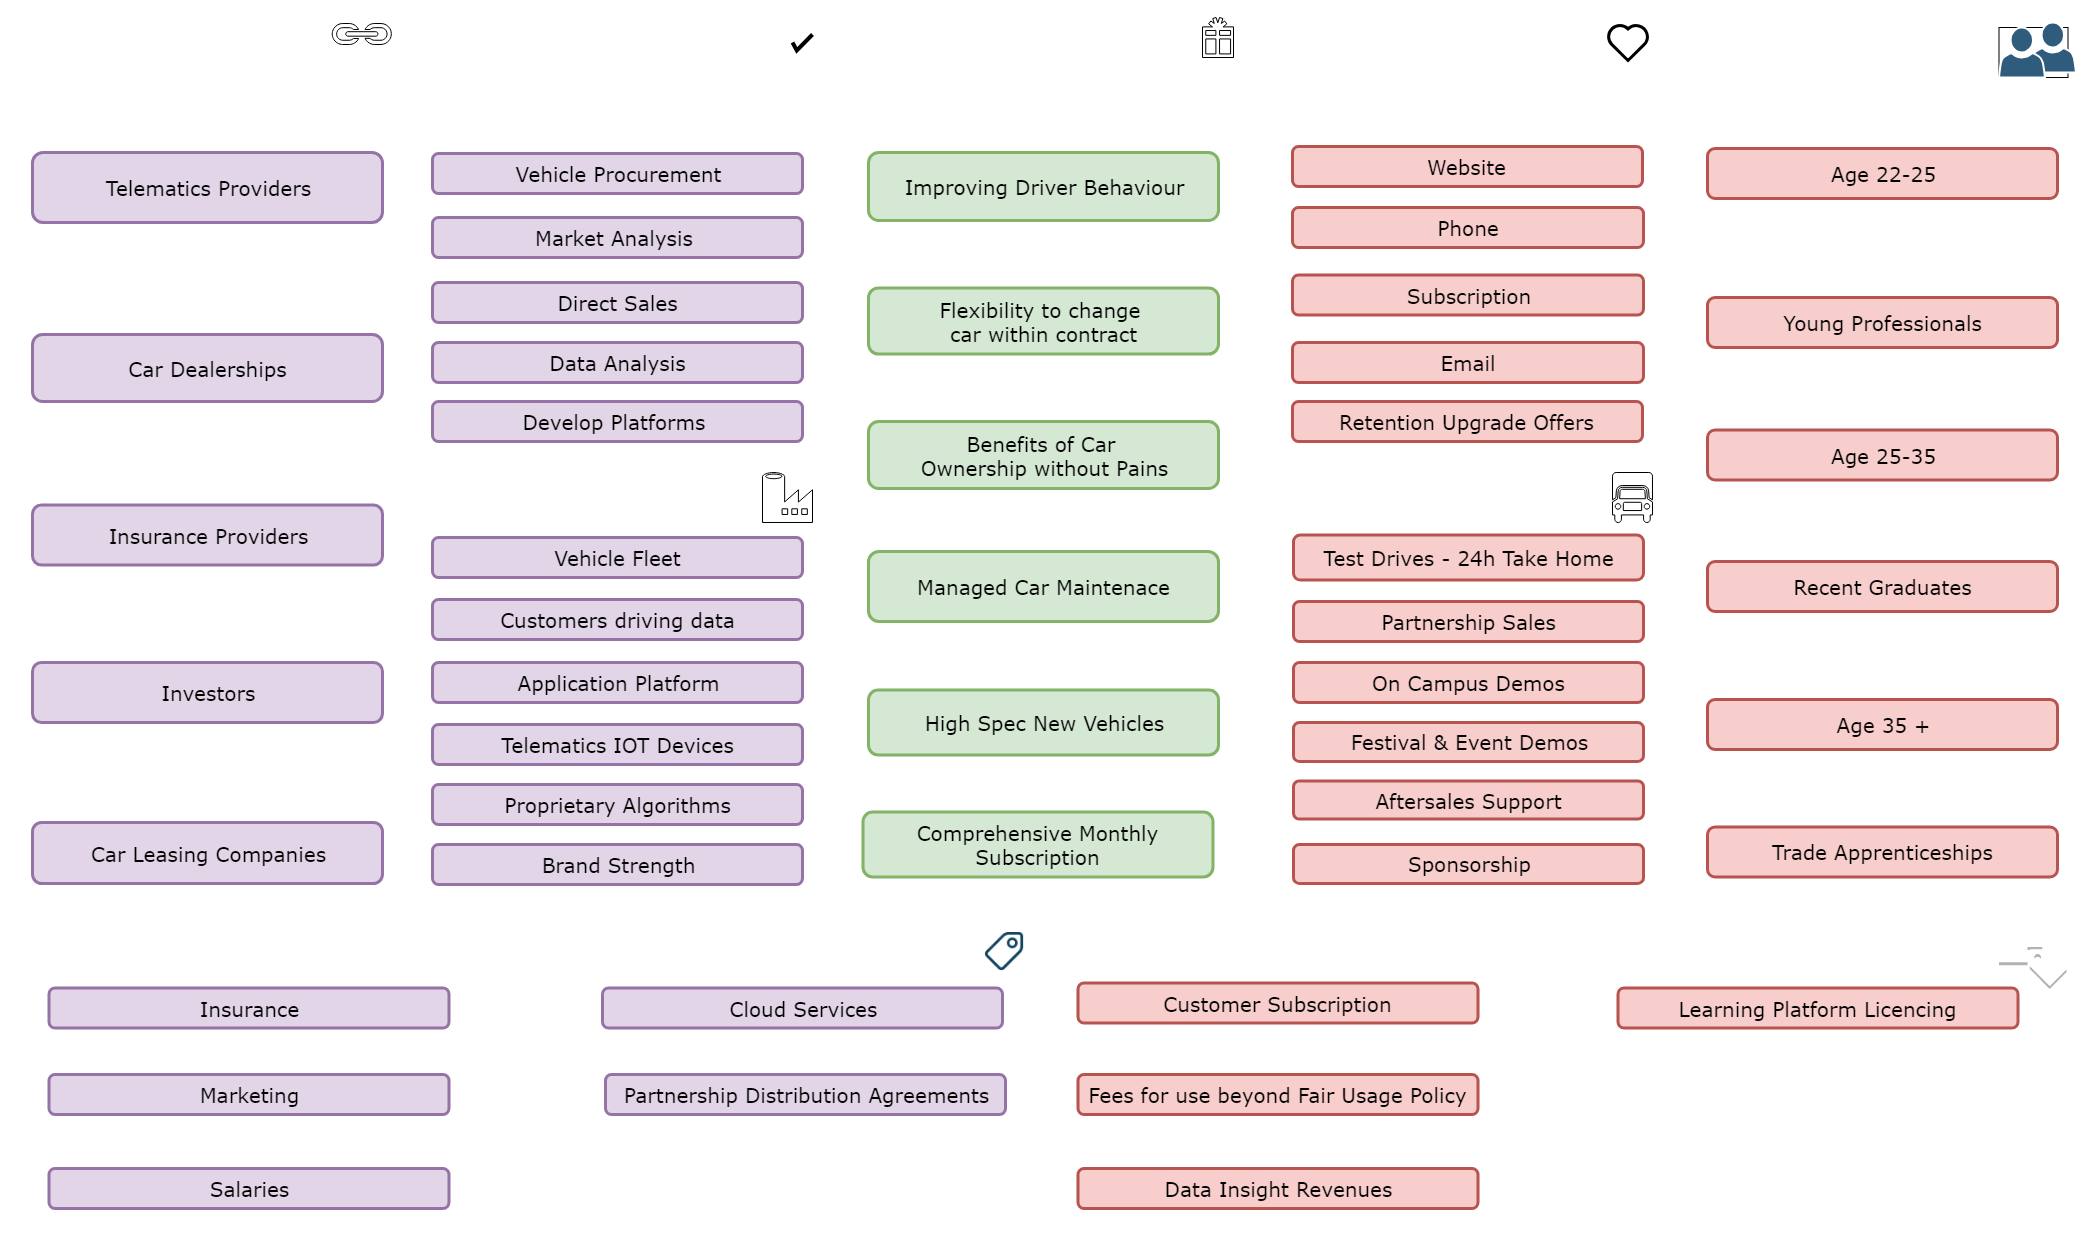 Telematics Providers
Car Dealerships
Insurance Providers
Investors
Car Leasing Companies
Vehicle Procurement
Market Analysis
Direct Sales
Data Analysis
Develop Platforms
Vehicle Fleet
Customers driving data
Application Platform
Telematics IOT Devices
Proprietary Algorithms
Brand Strength
Improving Driver Behaviour
Flexibility to change
car within contract
Benefits of Car
Ownership without Pains
Managed Car Maintenace
High Spec New Vehicles
Comprehensive Monthly
Subscription
Website
Phone
Subscription
Email
Retention Upgrade Offers
Test Drives - 24h Take Home
Partnership Sales
On Campus Demos
Festival & Event Demos
Aftersales Support
Sponsorship
Age 22-25
Young Professionals
Age 25-35
Recent Graduates
Age 35 +
Trade Apprenticeships
Insurance
Marketing
Salaries
Cloud Services
Partnership Distribution Agreements
Customer Subscription
Fees for use beyond Fair Usage Policy
Data Insight Revenues
Learning Platform Licencing